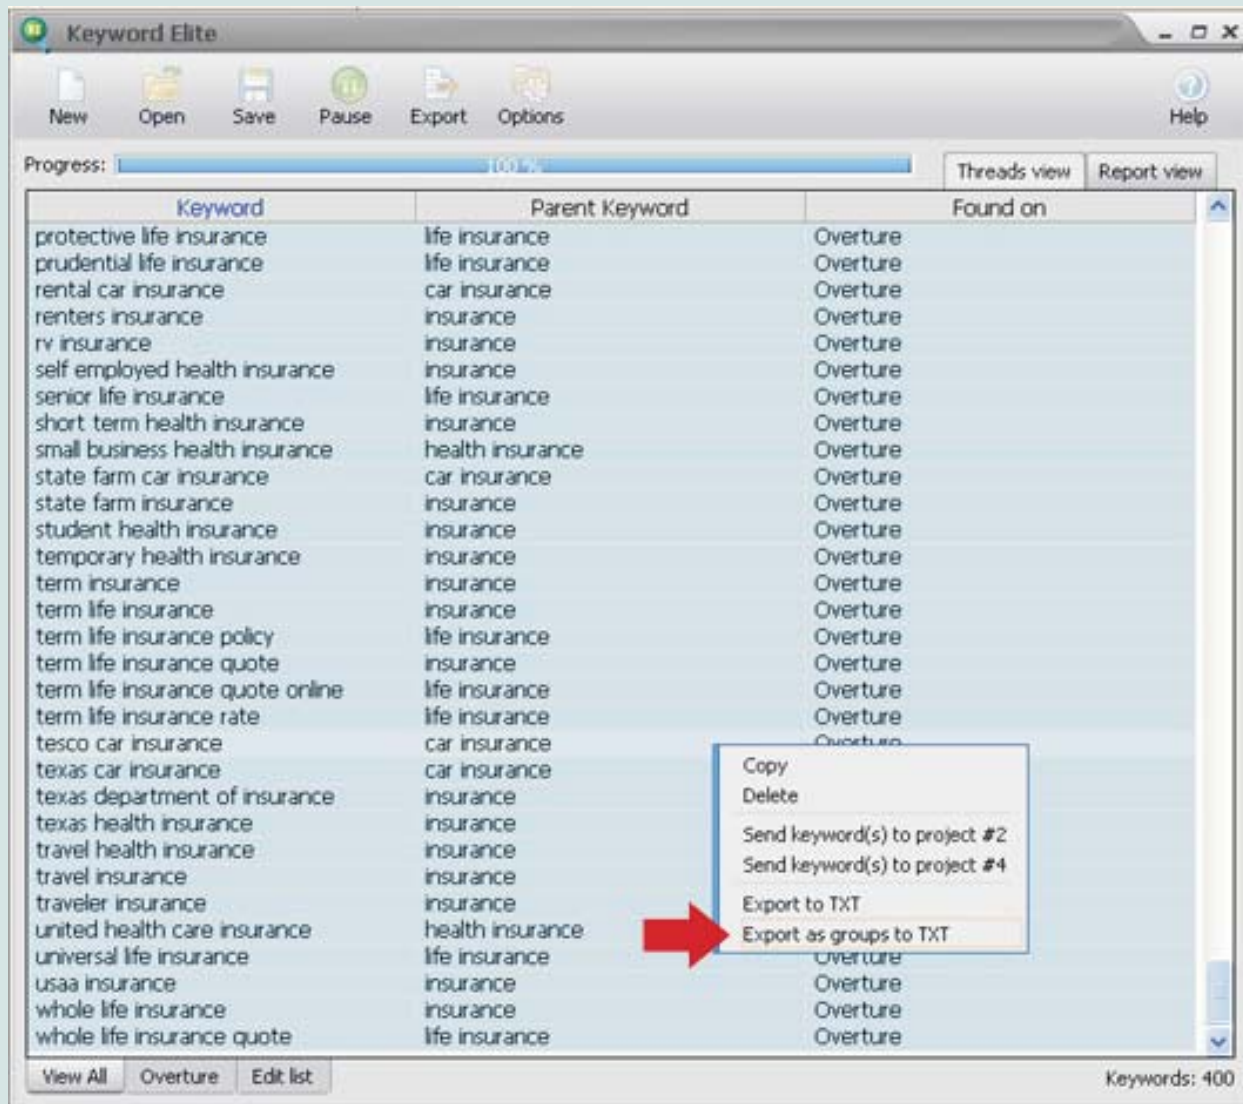 Keyword Elite
New Open Save Pause Export Options Help
Progress: 100 % Threads view Report view
Keyword Parent Keyword Found on
protective life insurance life insurance Overture
prudential life insurance life insurance Overture
rental car insurance car insurance Overture
renters insurance insurance Overture
rv insurance insurance Overture
self employed health insurance insurance Overture
senior life insurance life insurance Overture
short term health insurance insurance Overture
small business health insurance health insurance Overture
state farm car insurance car insurance Overture
state farm insurance insurance Overture
student health insurance insurance Overture
temporary health insurance insurance Overture
term insurance insurance Overture
term life insurance insurance Overture
term life insurance policy life insurance Overture
term life insurance quote insurance Overture
term life insurance quote online life insurance Overture
term life insurance rate life insurance Overture
tesco car insurance car insurance Overture
texas car insurance car insurance
texas department of insurance insurance
texas health insurance insurance
travel health insurance insurance
travel insurance insurance
traveler insurance insurance
united health care insurance health insurance
universal life insurance life insurance Overture
usaa insurance insurance Overture
whole life insurance insurance Overture
whole life insurance quote life insurance Overture
Copy
Delete
Send keyword(s) to project #2
Send keyword(s) to project #4
Export to TXT
Export as groups to TXT
View All Overture Edit list Keywords: 400